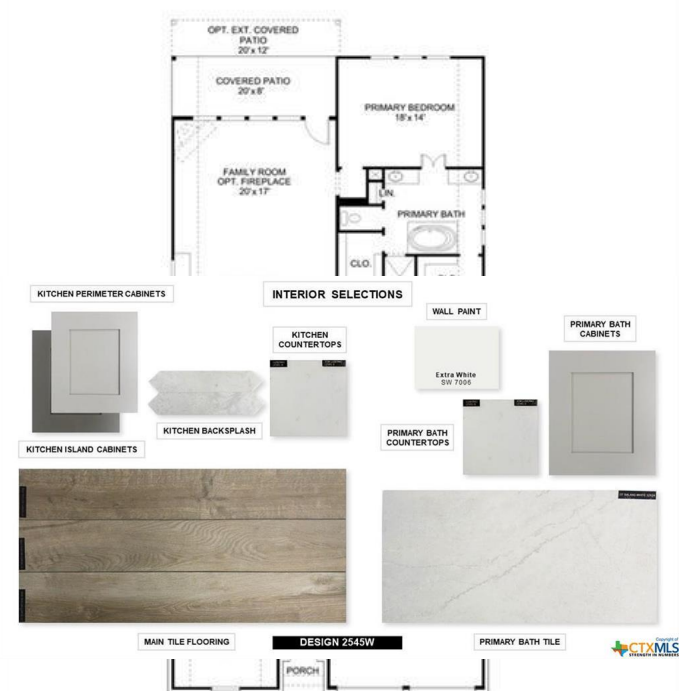 OPT. EXT. COVERED
PATIO
20'x 12'
COVERED PATIO
20'x 8'
PRIMARY BEDROOM
18'x 14'
FAMILY ROOM
OPT. FIREPLACE
20'x 17'
LIN.
PRIMARY BATH
CLO.
KITCHEN PERIMETER CABINETS
INTERIOR SELECTIONS
WALL PAINT
KITCHEN
COUNTERTOPS
PRIMARY BATH
CABINETS
Extra White
SW 7006
KITCHEN BACKSPLASH
PRIMARY BATH
COUNTERTOPS
KITCHEN ISLAND CABINETS
MAIN TILE FLOORING
DESIGN 2545W
PRIMARY BATH TILE
Copyright of
CTXMLS
STRENGTH IN NUMBERS
PORCH